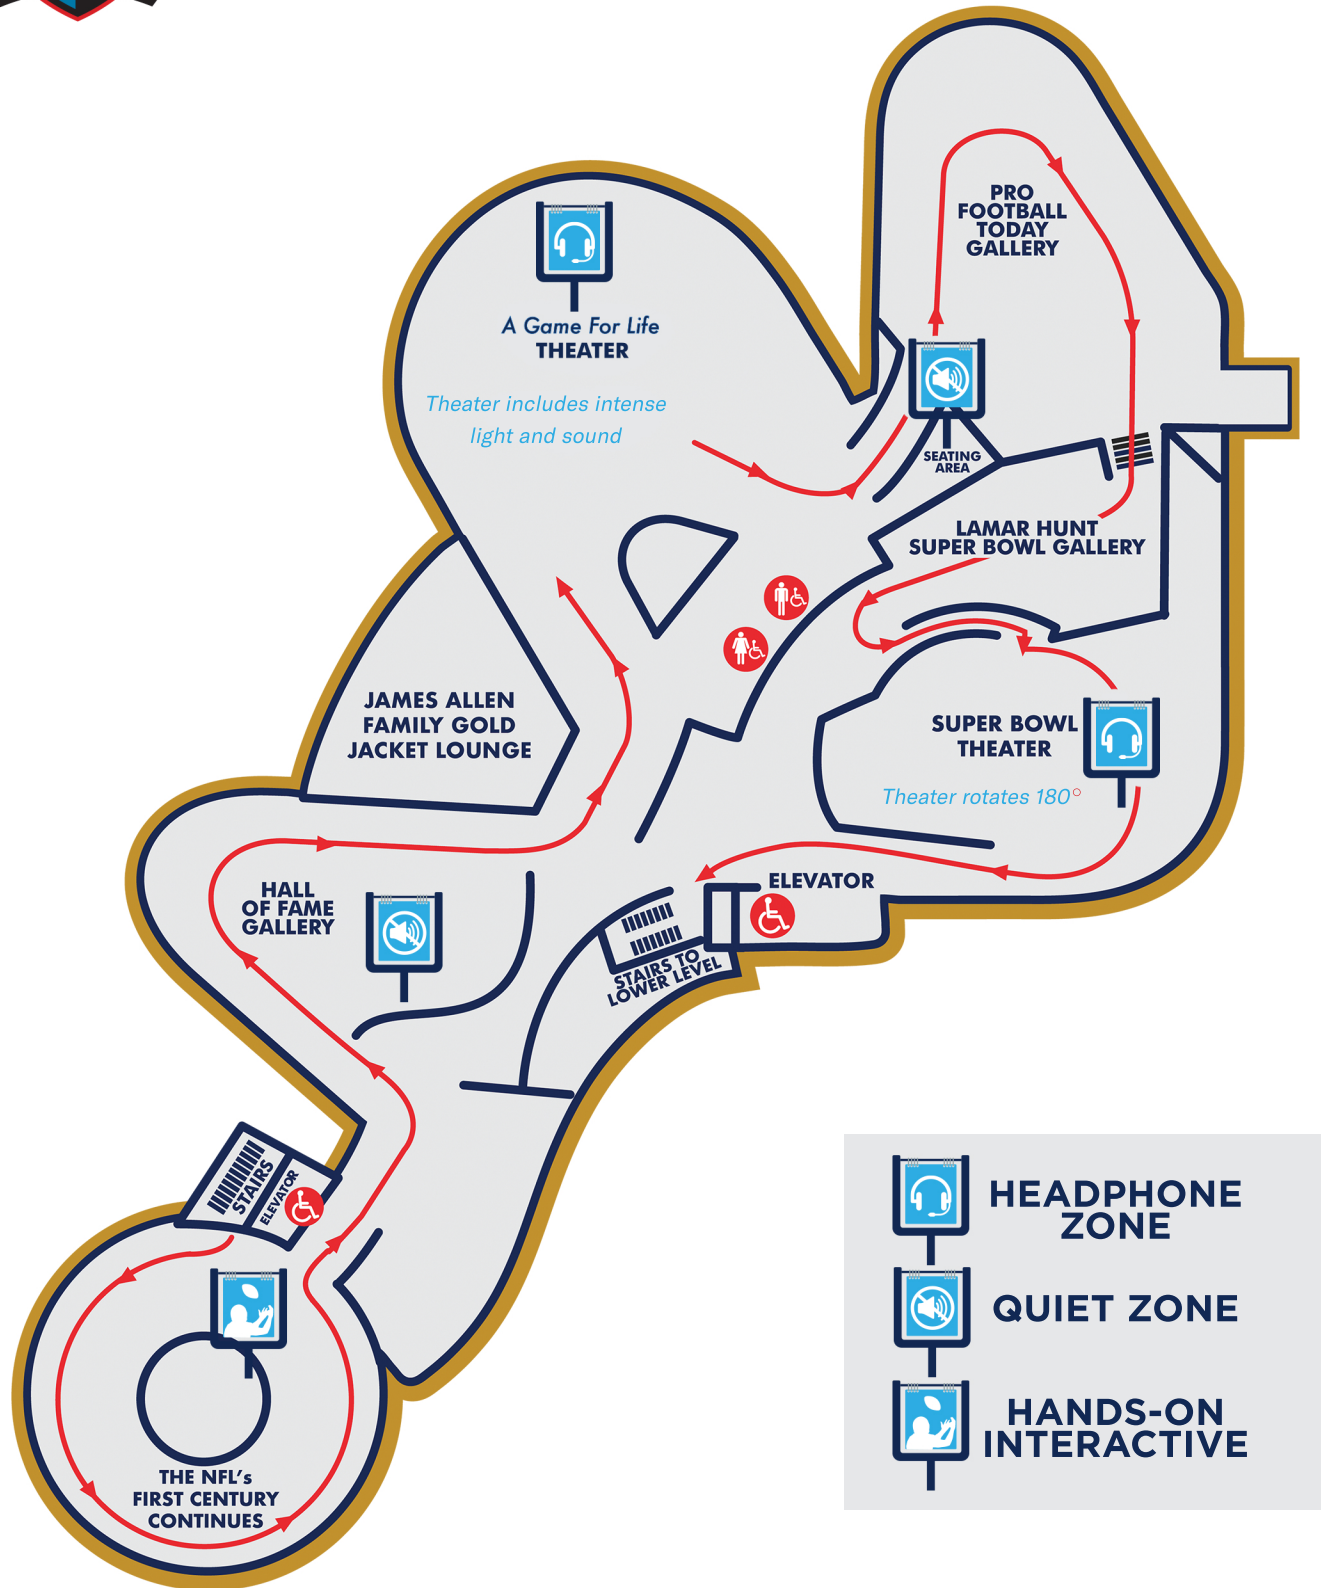 PRO
FOOTBALL
TODAY
GALLERY
A Game For Life
THEATER
Theater includes intense
light and sound
SEATING
AREA
LAMAR HUNT
SUPER BOWL GALLERY
JAMES ALLEN
FAMILY GOLD
JACKET LOUNGE
SUPER BOWL
THEATER
Theater rotates 180°
HALL
OF FAME
GALLERY
ELEVATOR
STAIRS TO
LOWER LEVEL
STAIRS
ELEVATOR
THE NFL's
FIRST CENTURY
CONTINUES
HEADPHONE
ZONE
QUIET ZONE
HANDS-ON
INTERACTIVE